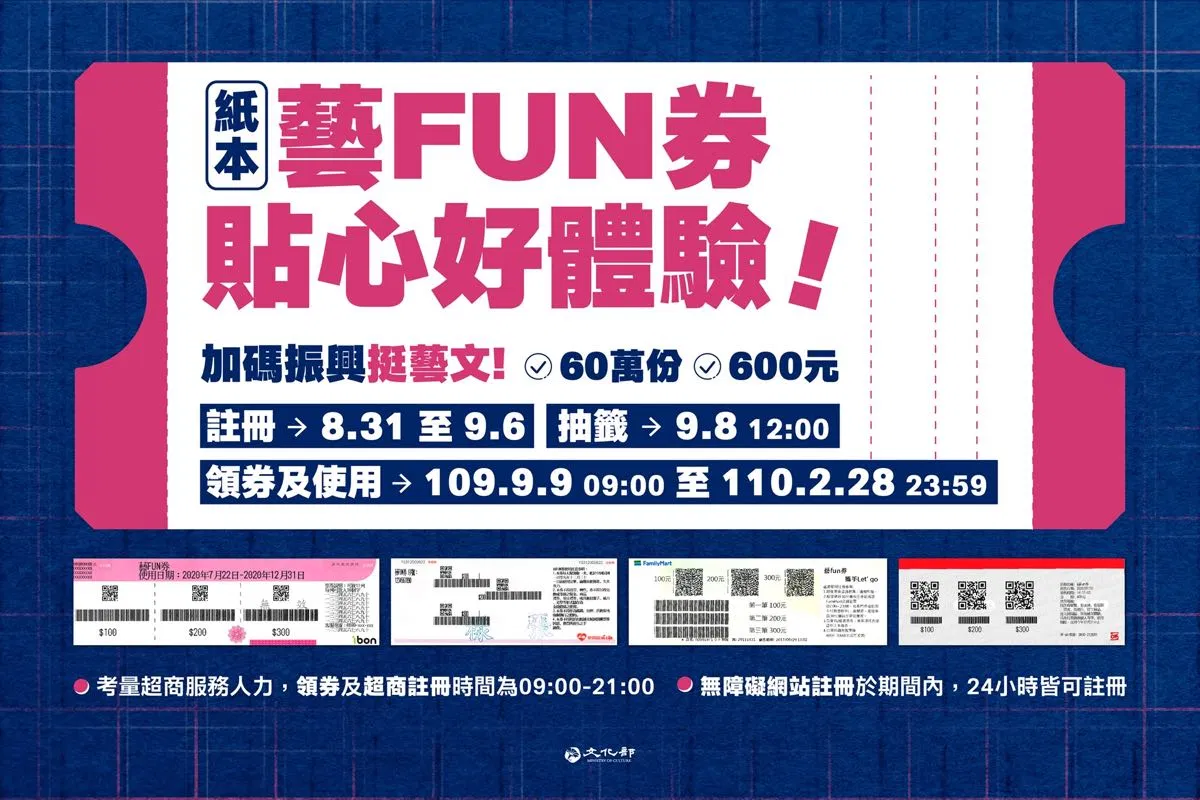 紙本
藝FUN券
貼心好體驗！
加碼振興挺藝文! 60萬份 600元
註冊→8.31 至 9.6 抽籤→9.8 12:00
領券及使用→109.9.9 09:00 至 110.2.28 23:59
藝FUN券
使用日期：2020年7月22日-2020年12月31日
無效
$100
$200
$300
ibon
FamilyMart
100元
200元
300元
第一筆 100元
第二筆 200元
第三筆 300元
藝fun券
攜手Let' go
$100
$200
$300
考量超商服務人力，領券及超商註冊時間為09:00-21:00
無障礙網站註冊於期間內，24小時皆可註冊
文化部
MINISTRY OF CULTURE